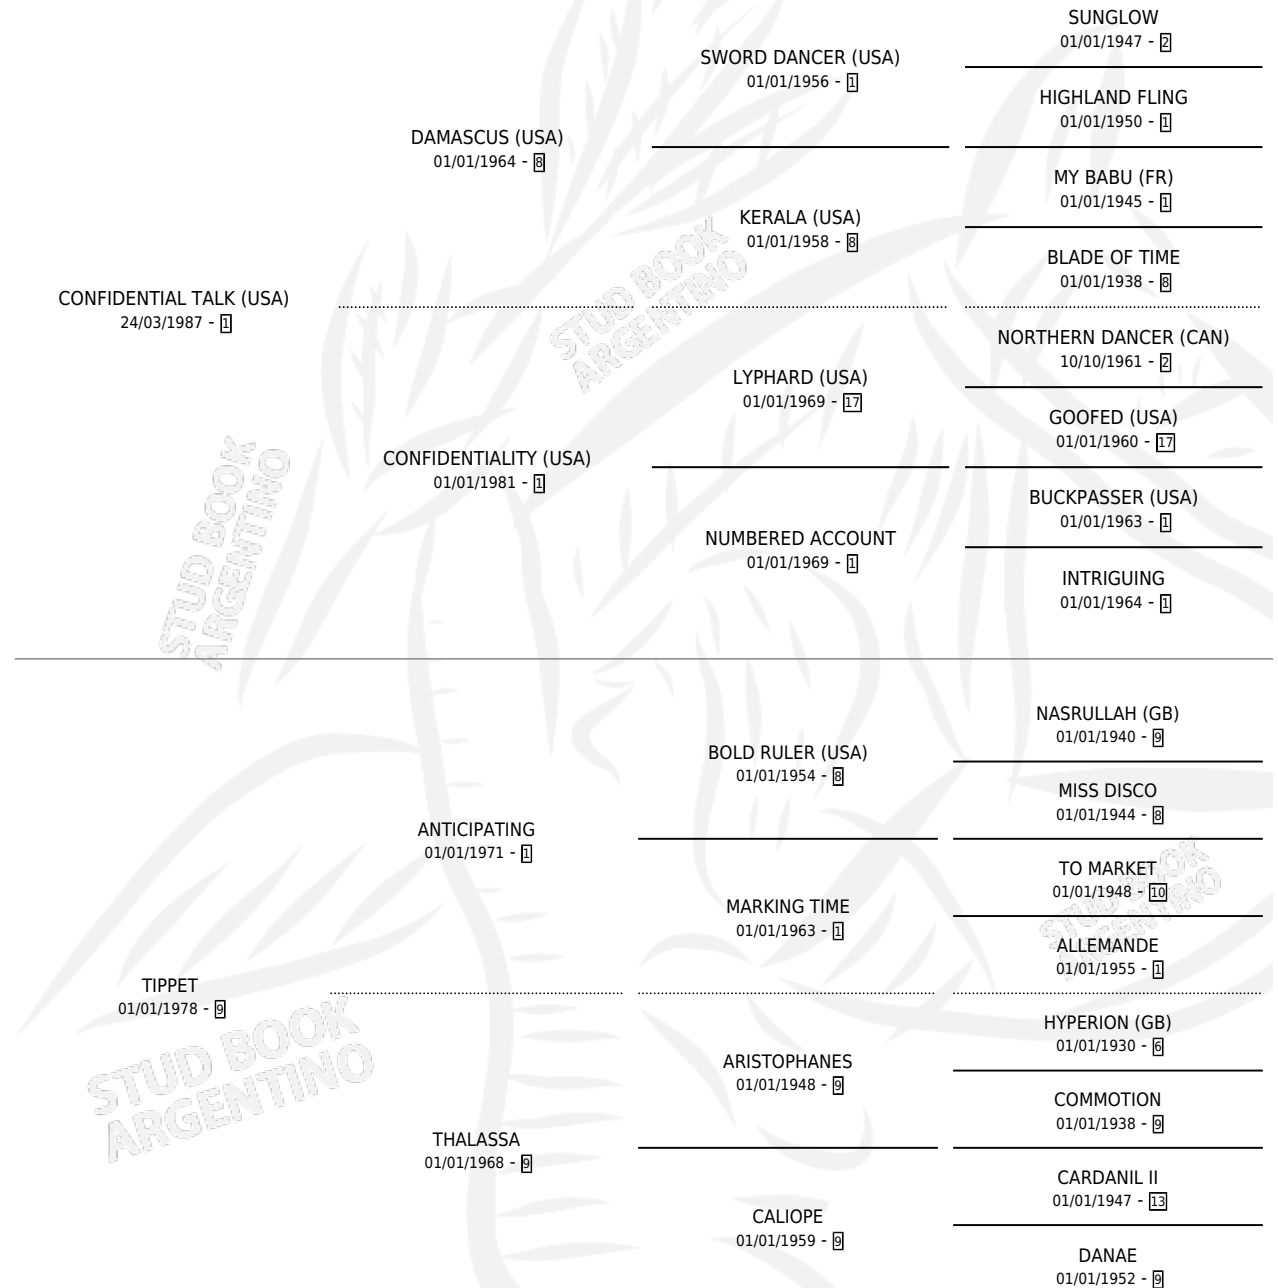 SUNGLOW
01/01/1947 - 2
SWORD DANCER (USA)
01/01/1956 - 1
HIGHLAND FLING
01/01/1950 - 1
DAMASCUS (USA)
01/01/1964 - 8
MY BABU (FR)
01/01/1945 - 1
KERALA (USA)
01/01/1958 - 8
BLADE OF TIME
01/01/1938 - 8
CONFIDENTIAL TALK (USA)
24/03/1987 - 1
NORTHERN DANCER (CAN)
10/10/1961 - 2
LYPHARD (USA)
01/01/1969 - 17
GOOFED (USA)
01/01/1960 - 17
CONFIDENTIALITY (USA)
01/01/1981 - 1
BUCKPASSER (USA)
01/01/1963 - 1
NUMBERED ACCOUNT
01/01/1969 - 1
INTRIGUING
01/01/1964 - 1
NASRULLAH (GB)
01/01/1940 - 9
BOLD RULER (USA)
01/01/1954 - 8
MISS DISCO
01/01/1944 - 8
ANTICIPATING
01/01/1971 - 1
TO MARKET
01/01/1948 - 10
MARKING TIME
01/01/1963 - 1
ALLEMANDE
01/01/1955 - 1
TIPPET
01/01/1978 - 9
HYPERION (GB)
01/01/1930 - 6
ARISTOPHANES
01/01/1948 - 9
COMMOTION
01/01/1938 - 9
THALASSA
01/01/1968 - 9
CARDANIL II
01/01/1947 - 13
CALIOPE
01/01/1959 - 9
DANAE
01/01/1952 - 9
STUD BOOK
ARGENTINO
STUD BOOK
ARGENTINO
STUD BOOK
ARGENTINO
STUD BOOK
ARGENTINO